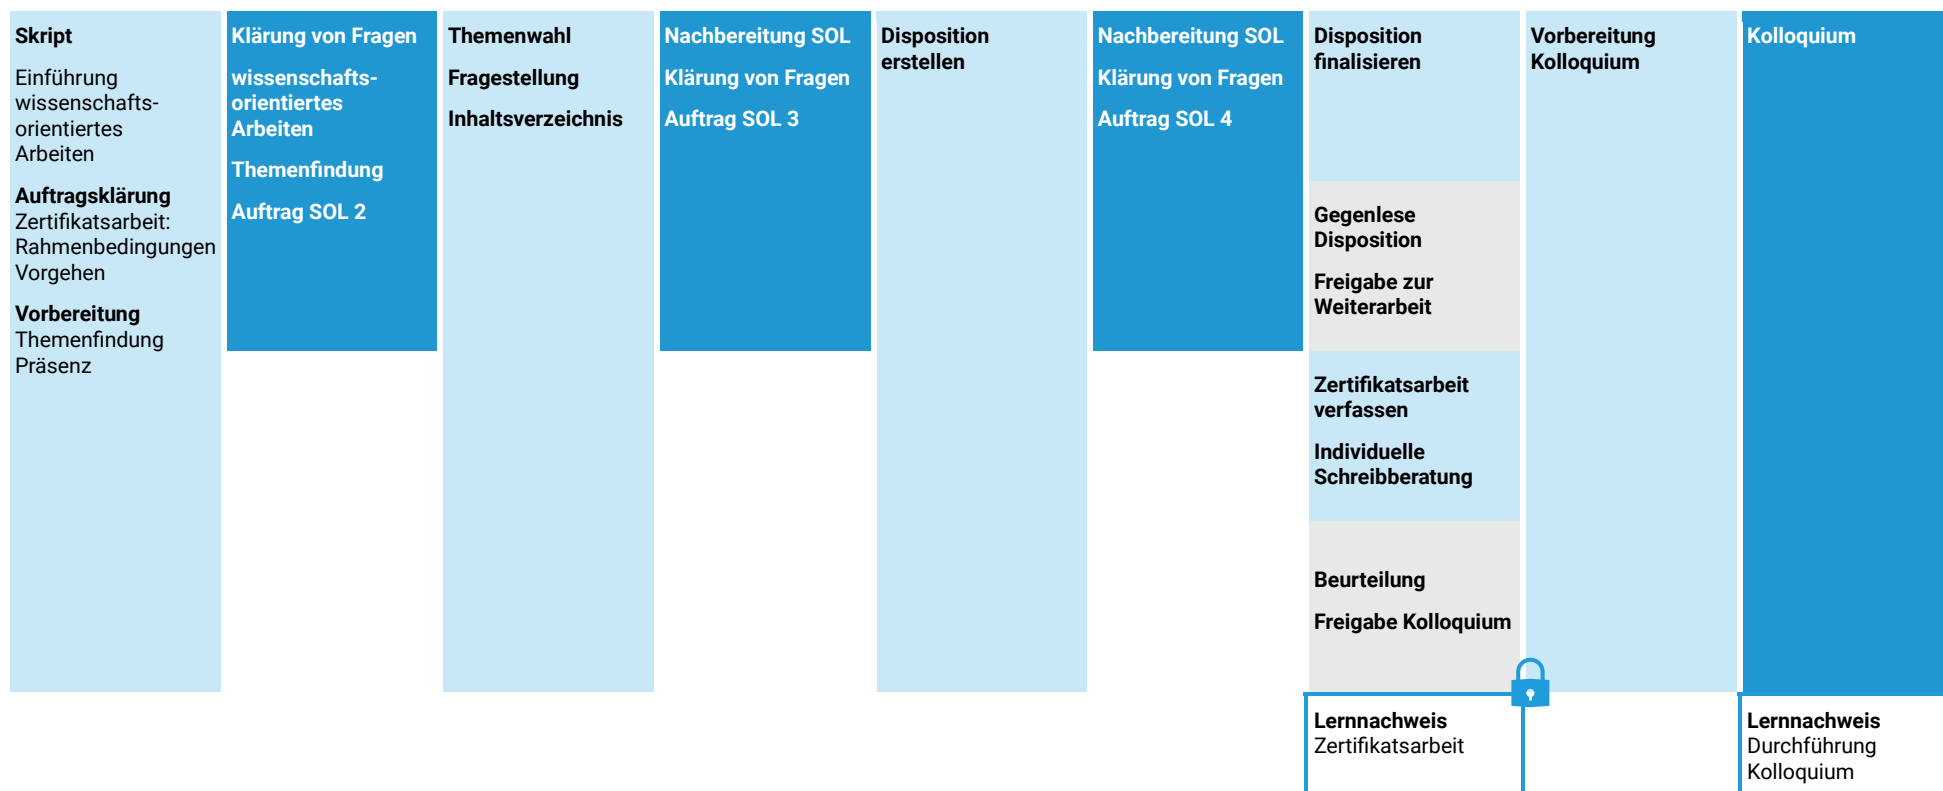 Skript
Einführung
wissenschafts-
orientiertes
Arbeiten
Auftragsklärung
Zertifikatsarbeit:
Rahmenbedingungen
Vorgehen
Vorbereitung
Themenfindung
Präsenz
Klärung von Fragen
wissenschafts-
orientiertes
Arbeiten
Themenfindung
Auftrag SOL 2
Themenwahl
Fragestellung
Inhaltsverzeichnis
Nachbereitung SOL
Klärung von Fragen
Auftrag SOL 3
Disposition
erstellen
Nachbereitung SOL
Klärung von Fragen
Auftrag SOL 4
Disposition
finalisieren
Gegenlese
Disposition
Freigabe zur
Weiterarbeit
Zertifikatsarbeit
verfassen
Individuelle
Schreibberatung
Beurteilung
Freigabe Kolloquium
Lernnachweis
Zertifikatsarbeit
Vorbereitung
Kolloquium
Kolloquium
Lernnachweis
Durchführung
Kolloquium